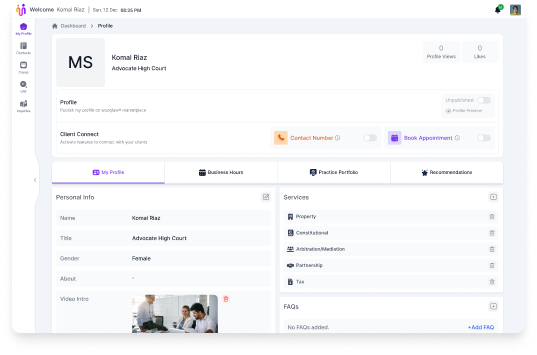 Welcome Komal Riaz | Sun, 12 Dec 08:35 PM
Dashboard > Profile
My Profile
Contacts
Cases
Reports
MS
Komal Riaz
Advocate High Court
0
Profile Views
0
Likes
Profile
Publish my profile on
marketplace
Unpublished
Profile Preview
Client Connect
Activate features to connect with your clients
Contact Number
Book Appointment
My Profile
Business Hours
Practice Portfolio
Recommendations
Personal Info
Name Komal Riaz
Title Advocate High Court
Gender Female
About -
Video Intro
Services
Property
Constitutional
Arbitration/Mediation
Partnership
Tax
FAQs
No FAQs added. +Add FAQ